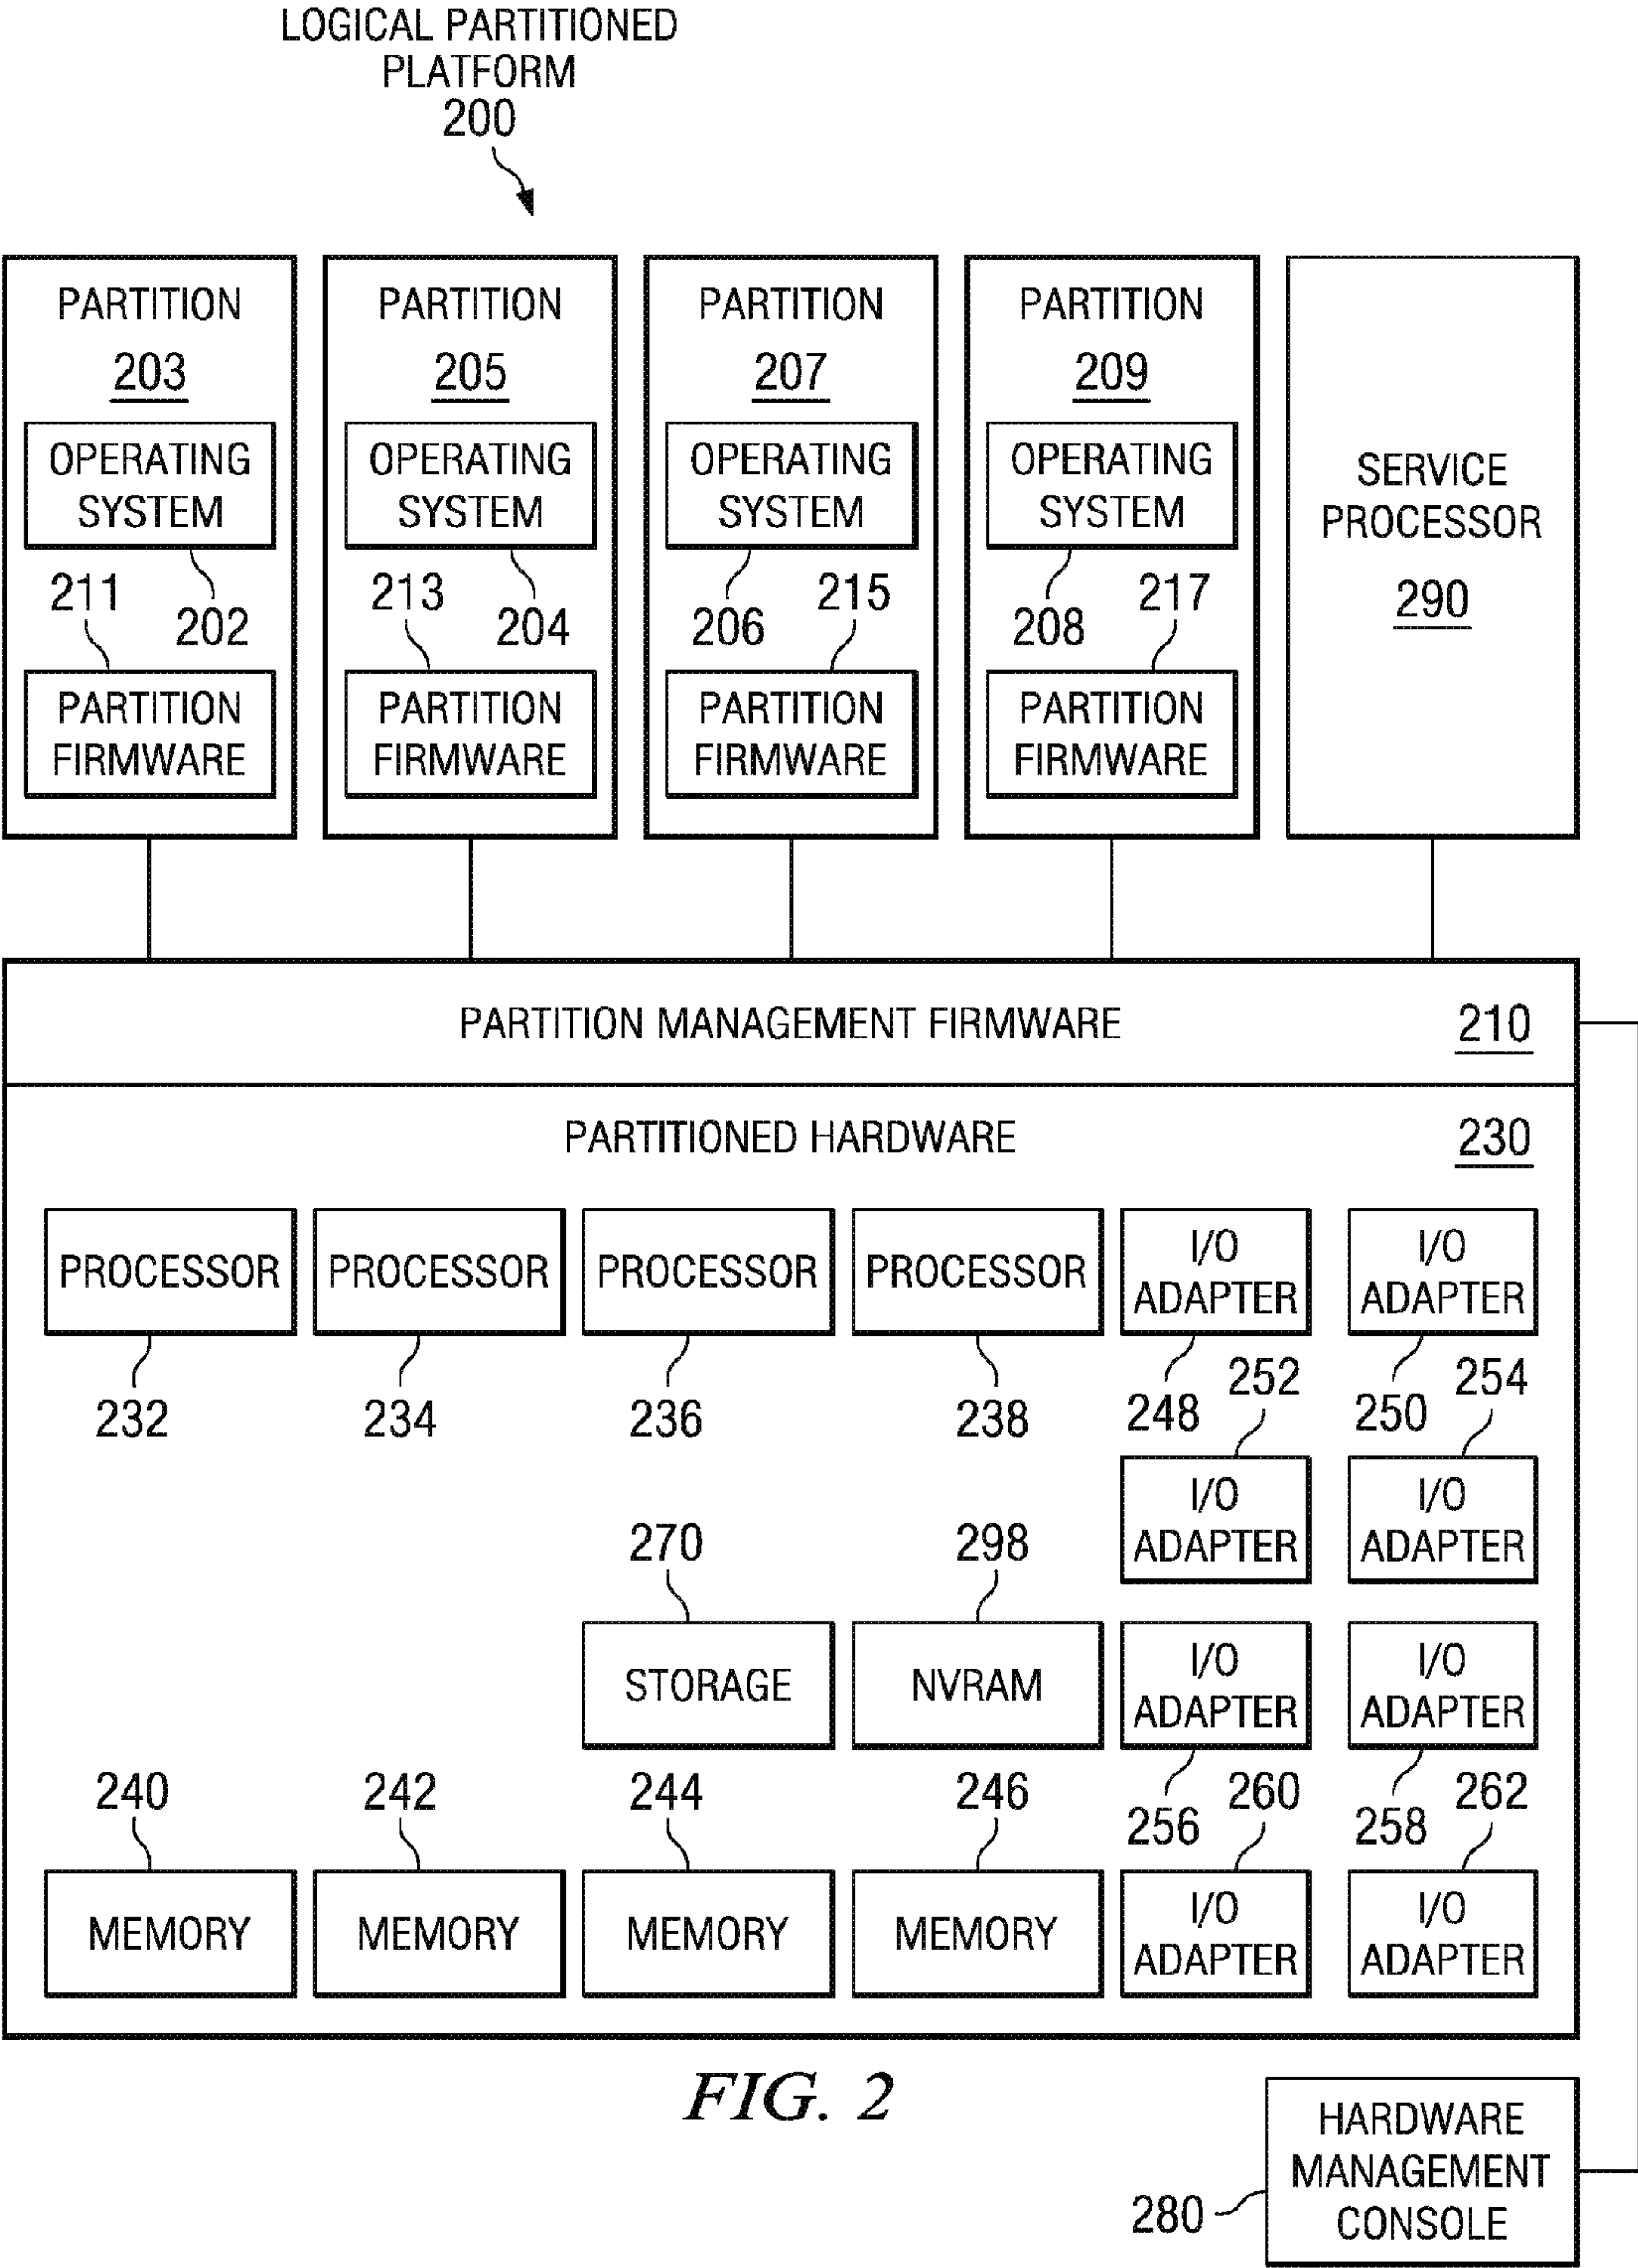 LOGICAL PARTITIONED
PLATFORM
200
PARTITION
203
OPERATING
SYSTEM
211
202
PARTITION
FIRMWARE
PARTITION
205
OPERATING
SYSTEM
213
204
PARTITION
FIRMWARE
PARTITION
207
OPERATING
SYSTEM
206
215
PARTITION
FIRMWARE
PARTITION
209
OPERATING
SYSTEM
208
217
PARTITION
FIRMWARE
SERVICE
PROCESSOR
290
PARTITION MANAGEMENT FIRMWARE
210
PARTITIONED HARDWARE
230
PROCESSOR
232
PROCESSOR
234
PROCESSOR
236
PROCESSOR
238
I/O
ADAPTER
248
I/O
ADAPTER
250
252
I/O
ADAPTER
254
I/O
ADAPTER
270
STORAGE
298
NVRAM
I/O
ADAPTER
256
I/O
ADAPTER
258
240
MEMORY
242
MEMORY
244
MEMORY
246
MEMORY
260
I/O
ADAPTER
262
I/O
ADAPTER
FIG. 2
HARDWARE
MANAGEMENT
CONSOLE
280